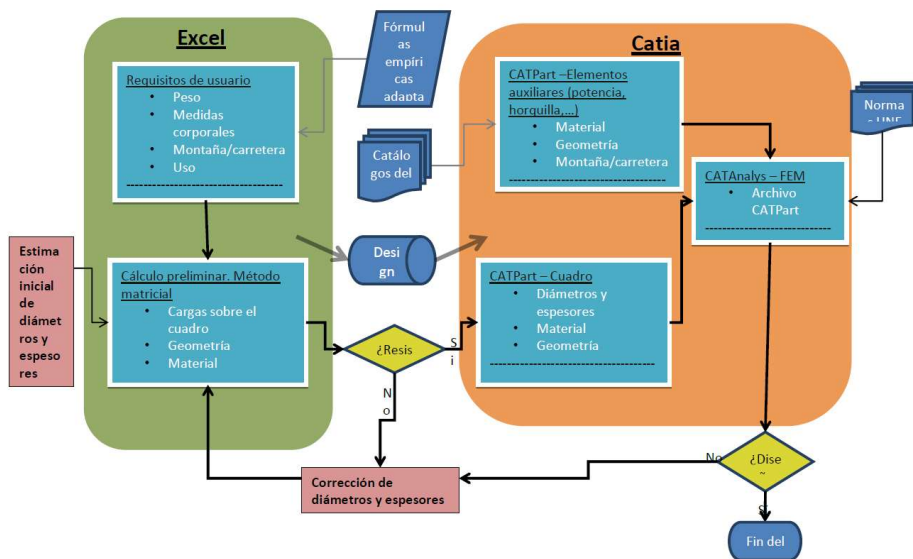 Excel
Requisitos de usuario
• Peso
• Medidas
corporales
• Montaña/carretera
• Uso
Fórmul
as
empíri
cas
adapta
Catálo
gos del
Catia
CATPart –Elementos
auxiliares (potencia,
horquilla,...)
• Material
• Geometría
• Montaña/carretera
Norma
s UNE
CATAnalys – FEM
• Archivo
CATPart
Estima
ción
inicial
de
diámet
ros y
espeso
res
Cálculo preliminar. Método
matricial
• Cargas sobre el
cuadro
• Geometría
• Material
Desi
gn
¿Resis
S
i
N
o
CATPart – Cuadro
• Diámetros y
espesores
• Material
• Geometría
Corrección de
diámetros y espesores
No
¿Dise
~
Fin del